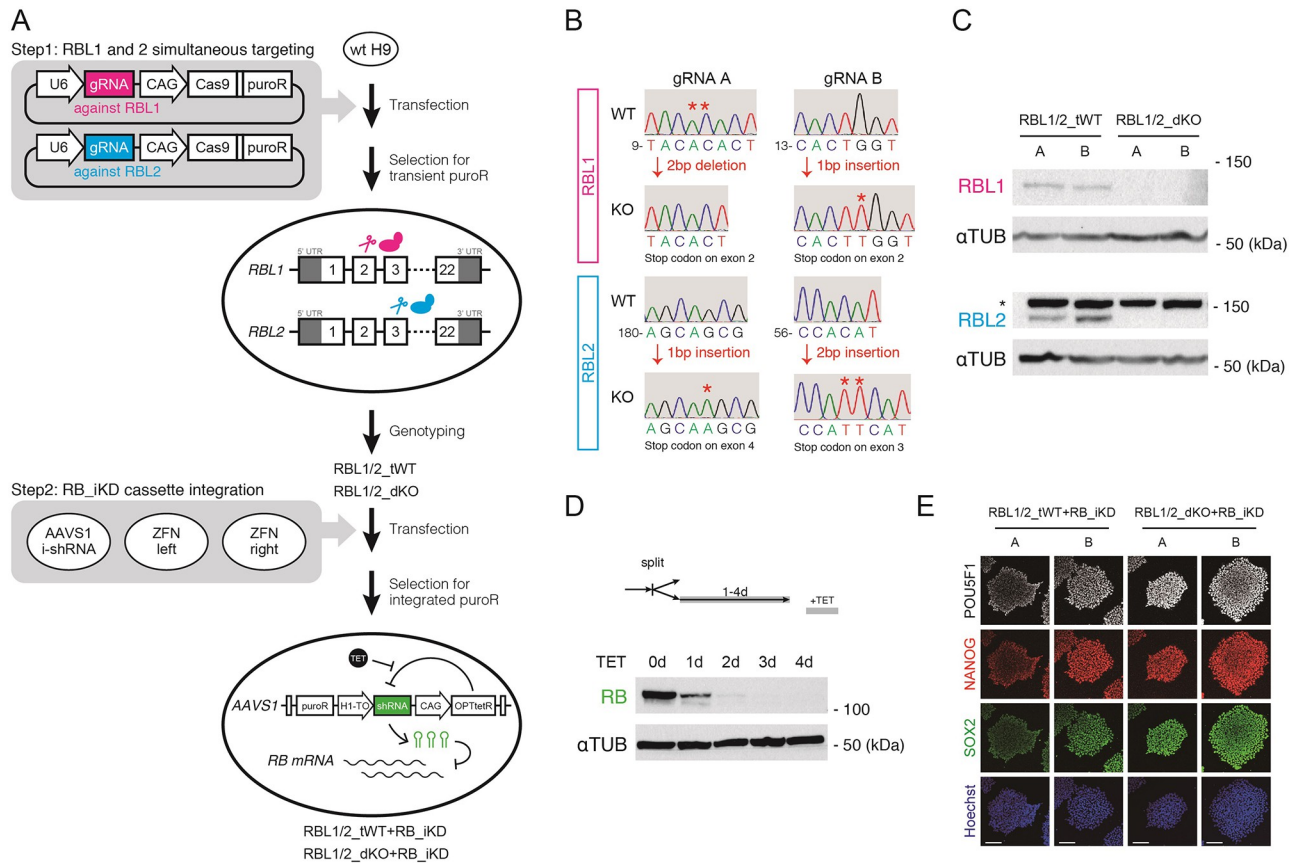 A
Step1: RBL1 and 2 simultaneous targeting
wt H9
U6 gRNA CAG Cas9 puroR
against RBL1
Transfection
U6 gRNA CAG Cas9 puroR
against RBL2
Selection for
transient puroR
5' UTR 3' UTR
RBL1 1 2 3 22
5' UTR 3' UTR
RBL2 1 2 3 22
Genotyping
RBL1/2_tWT
RBL1/2_dKO
Step2: RB_iKD cassette integration
AAVS1
i-shRNA
ZFN
left
ZFN
right
Transfection
Selection for
integrated puroR
TET
AAVS1 puroR H1-TO shRNA CAG OPTtetR
RB mRNA
RBL1/2_tWT+RB_iKD
RBL1/2_dKO+RB_iKD
B
gRNA A gRNA B
RBL1
WT
* *
9- T A C A C A C T
13- C A C T G G T
2bp deletion
1bp insertion
KO
*
T A C A C T
C A C T T G G T
Stop codon on exon 2
Stop codon on exon 2
RBL2
WT
180- A G C A G C G
56- C C A C A T
1bp insertion
2bp insertion
KO
*
* *
A G C A A G C G
C C A T T C A T
Stop codon on exon 4
Stop codon on exon 3
C
RBL1/2_tWT RBL1/2_dKO
A B A B
- 150
RBL1
αTUB
- 50 (kDa)
*
- 150
RBL2
αTUB
- 50 (kDa)
D
split
1-4d
+TET
TET 0d 1d 2d 3d 4d
RB
- 100
αTUB
- 50 (kDa)
E
RBL1/2_tWT+RB_iKD RBL1/2_dKO+RB_iKD
A B A B
POU5F1
NANOG
SOX2
Hoechst